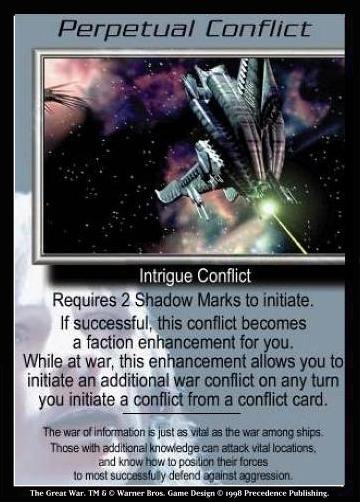 Perpetual Conflict
Intrigue Conflict
Requires 2 Shadow Marks to initiate.
If successful, this conflict becomes
a faction enhancement for you.
While at war, this enhancement allows you to
initiate an additional war conflict on any turn
you initiate a conflict from a conflict card.
The war of information is just as vital as the war among ships.
Those with additional knowledge can attack vital locations,
and know how to position their forces
to most successfully defend against aggression.
The Great War. TM & © Warner Bros. Game Design © 1998 Precedence Publishing.